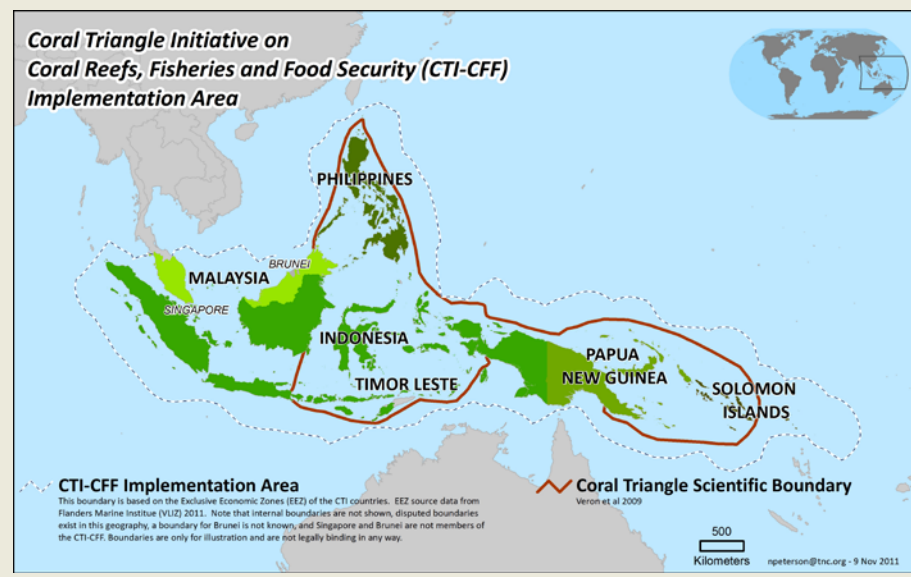 Coral Triangle Initiative on
Coral Reefs, Fisheries and Food Security (CTI-CFF)
Implementation Area
PHILIPPINES
BRUNEI
MALAYSIA
SINGAPORE
INDONESIA
PAPUA
NEW GUINEA
TIMOR LESTE
SOLOMON
ISLANDS
CTI-CFF Implementation Area
This boundary is based on the Exclusive Economic Zones (EEZ) of the CTI countries. EEZ source data from
Flanders Marine Institue (VLIZ) 2011. Note that internal boundaries are not shown, disputed boundaries
exist in this geography, a boundary for Brunei is not known, and Singapore and Brunei are not members of
the CTI-CFF. Boundaries are only for illustration and are not legally binding in any way.
Coral Triangle Scientific Boundary
Veron et al 2009
500
Kilometers
npeterson@tnc.org - 9 Nov 2011